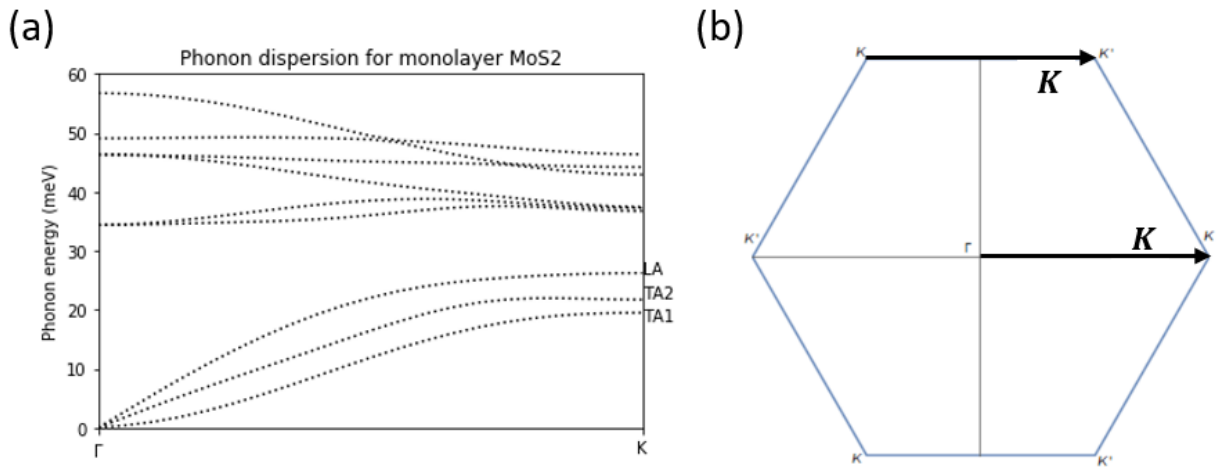 (a)
Phonon dispersion for monolayer MoS2
Phonon energy (meV)
60
50
40
30
20
10
0
LA
TA2
TA1
Γ
K
(b)
K
K'
K
K'
Γ
K
K
K
K'